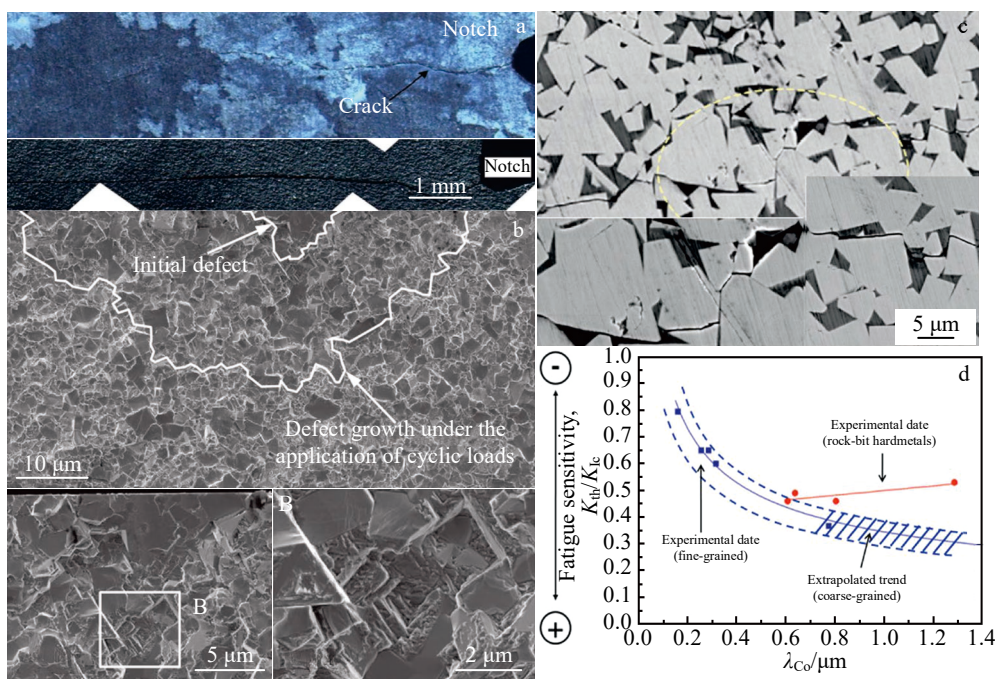 a
Notch
Crack
Notch
1 mm
b
Initial defect
Defect growth under the
application of cyclic loads
10 μm
B
5 μm
B
2 μm
c
5 μm
d
Fatigue sensitivity,
K_th/K_Ic
-
+
1.0
0.9
0.8
0.7
0.6
0.5
0.4
0.3
0.2
0.1
0.0
Experimental date
(rock-bit hardmetals)
Experimental date
(fine-grained)
Extrapolated trend
(coarse-grained)
0.0 0.2 0.4 0.6 0.8 1.0 1.2 1.4
λ_Co/μm